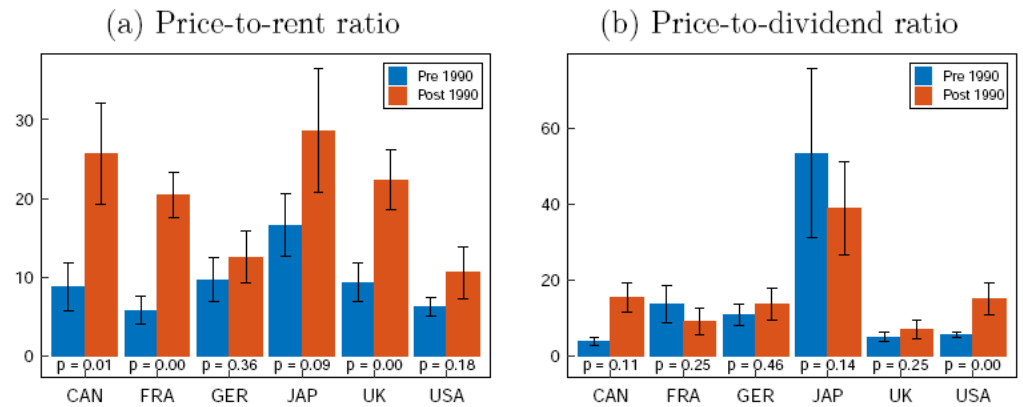 (a) Price-to-rent ratio
Pre 1990
Post 1990
30
20
10
0
p = 0.01 p = 0.00 p = 0.36 p = 0.09 p = 0.00 p = 0.18
CAN FRA GER JAP UK USA
(b) Price-to-dividend ratio
Pre 1990
Post 1990
60
40
20
0
p = 0.11 p = 0.25 p = 0.46 p = 0.14 p = 0.25 p = 0.00
CAN FRA GER JAP UK USA